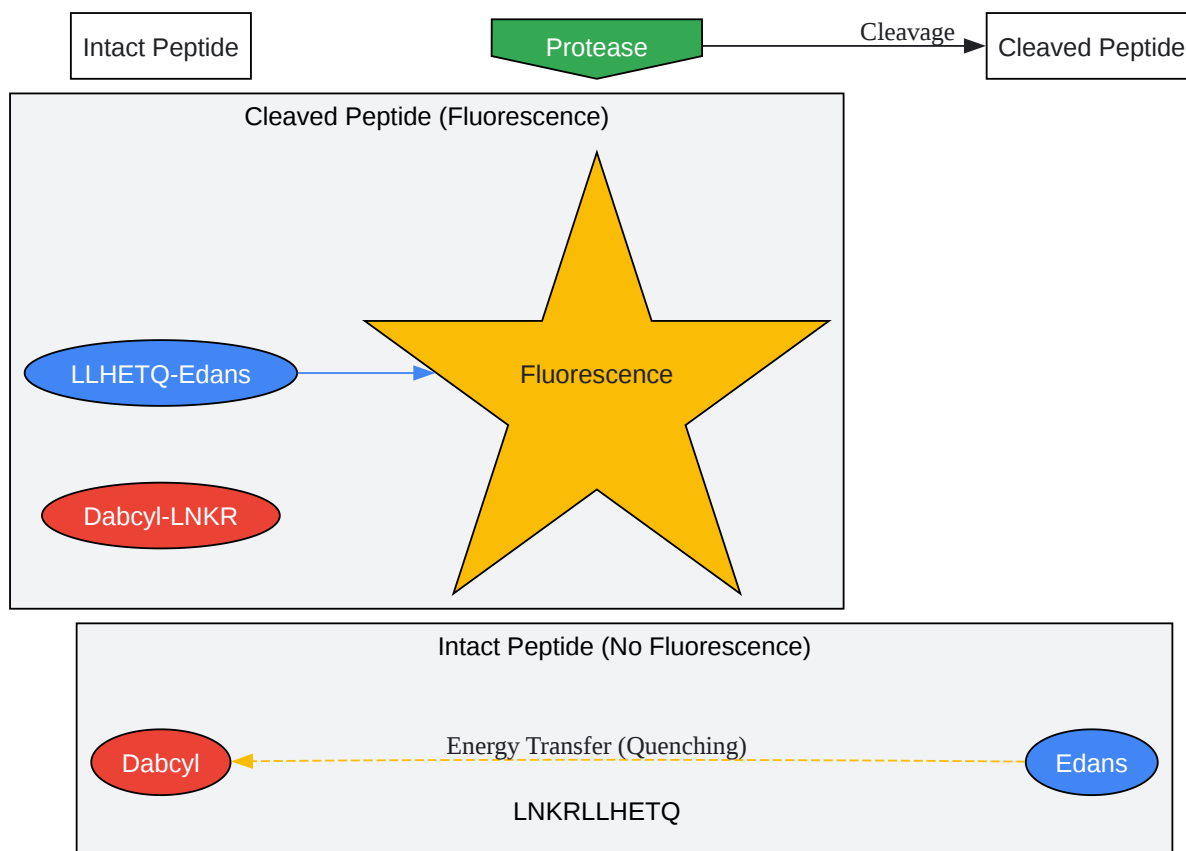 Intact Peptide
Protease
Cleavage
Cleaved Peptide
Cleaved Peptide (Fluorescence)
LLHETQ-Edans
Fluorescence
Dabcyl-LNKR
Intact Peptide (No Fluorescence)
Dabcyl
Energy Transfer (Quenching)
Edans
LNKRLLHETQ